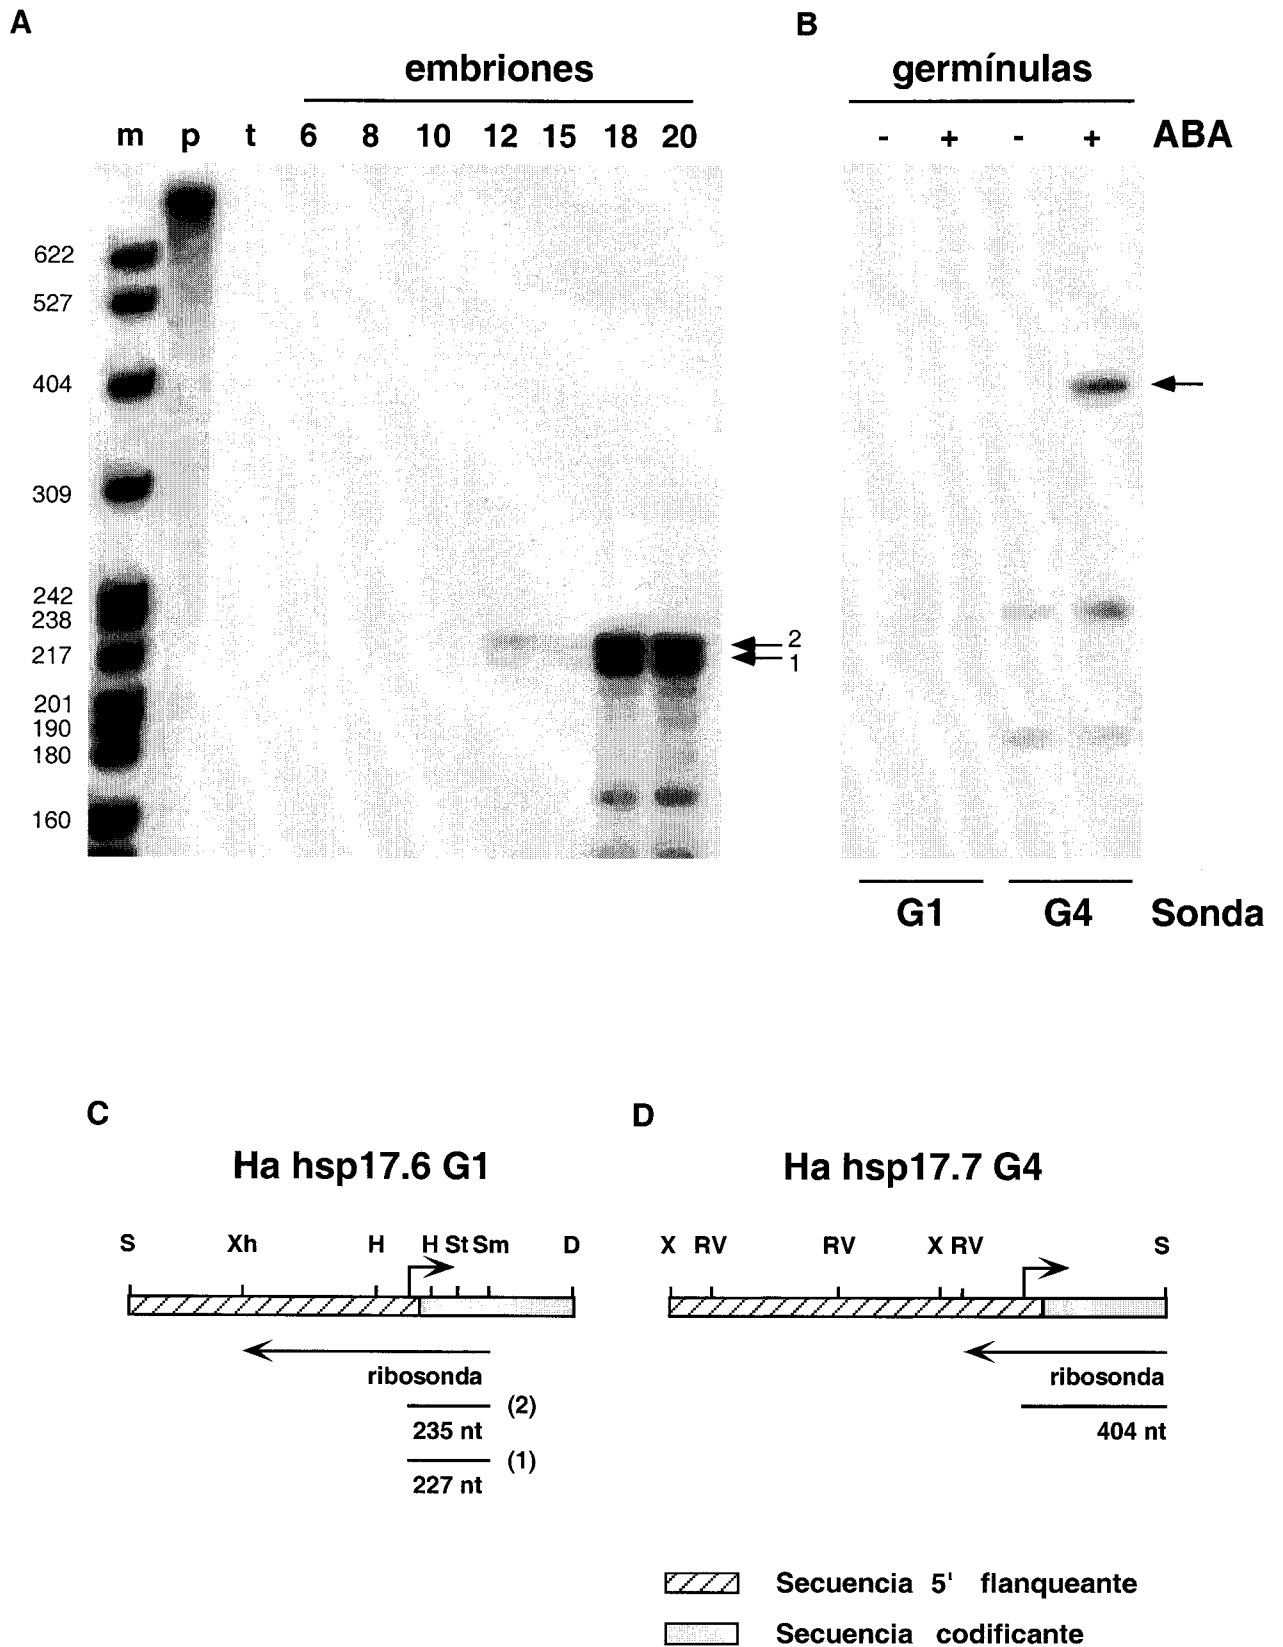 A
embriones
m p t 6 8 10 12 15 18 20
622
527
404
309
242
238
217
201
190
180
160
2
1
B
germínulas
- + - + ABA
G1 G4 Sonda
C
Ha hsp17.6 G1
S Xh H H St Sm D
ribosonda
(2)
235 nt
(1)
227 nt
D
Ha hsp17.7 G4
X RV RV X RV S
ribosonda
404 nt
Secuencia 5' flanqueante
Secuencia codificante